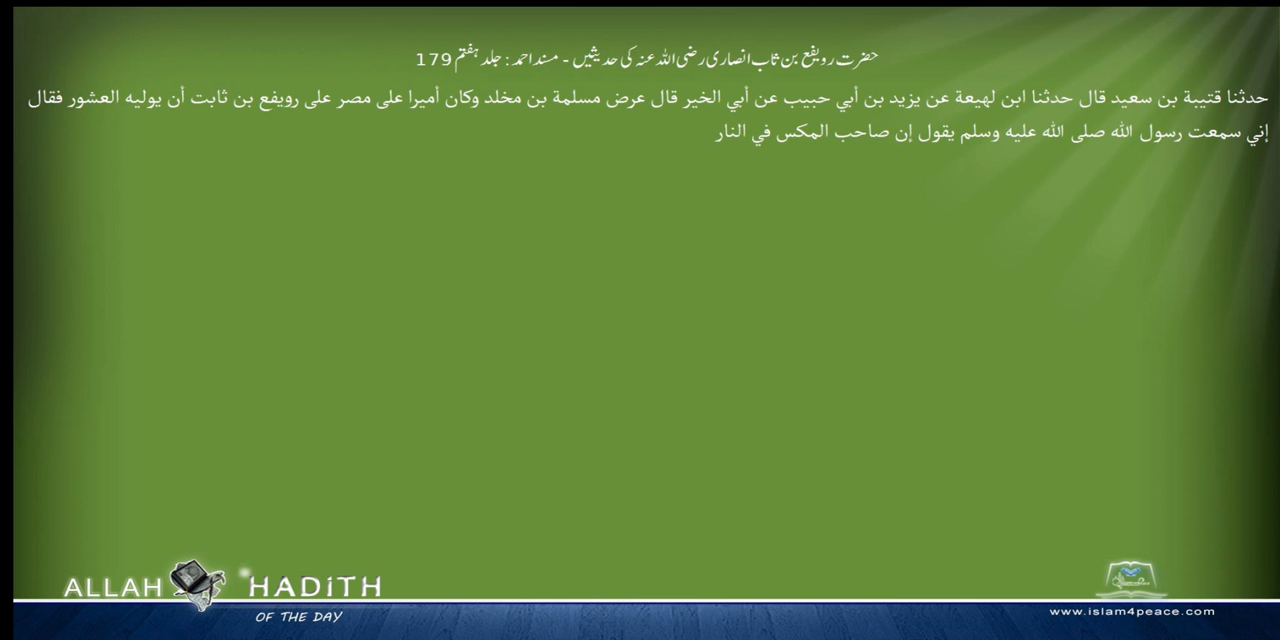 حضرت رویفع بن ثاب انصاری رضی اللہ عنہ کی حدیثیں - مسند احمد : جلد ہفتم 179
حدثنا قتيبة بن سعيد قال حدثنا ابن لهيعة عن يزيد بن أبي حبيب عن أبي الخير قال عرض مسلمة بن مخلد وكان أميرا على مصر على رويفع بن ثابت أن يوليه العشور فقال
إني سمعت رسول الله صلى الله عليه وسلم يقول إن صاحب المكس في النار
ALLAH HADITH
OF THE DAY
www.islam4peace.com